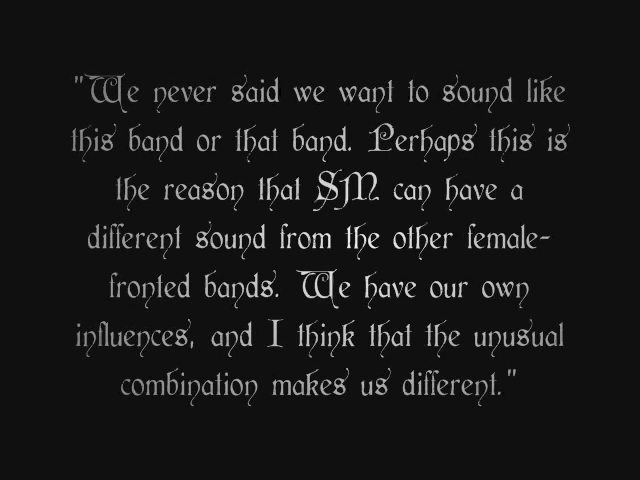 "We never said we want to sound like
this band or that band. Perhaps this is
the reason that SM can have a
different sound from the other female-
fronted bands. We have our own
influences, and I think that the unusual
combination makes us different."